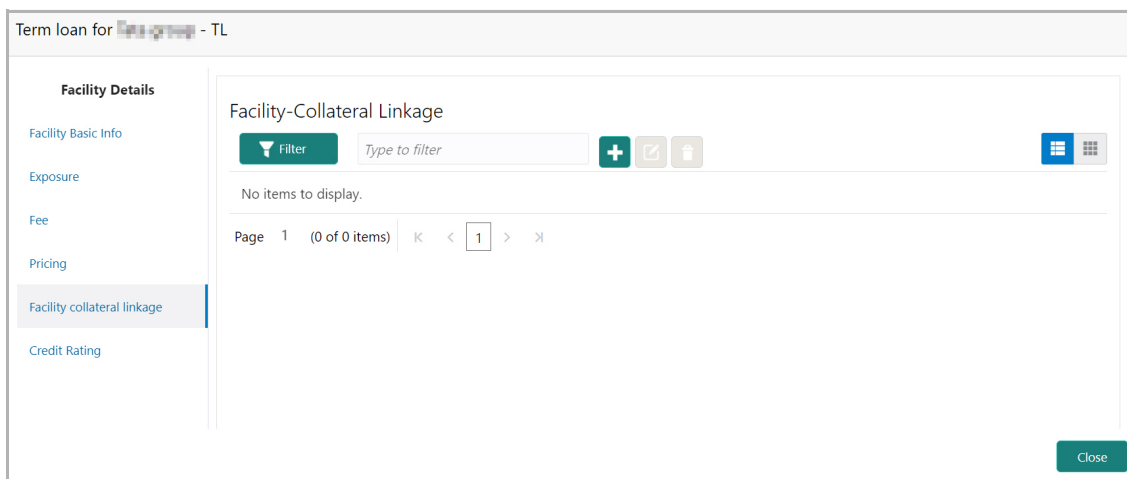 Term loan for - TL
Facility Details
Facility Basic Info
Exposure
Fee
Pricing
Facility collateral linkage
Credit Rating
Facility-Collateral Linkage
Filter
Type to filter
No items to display.
Page 1 (0 of 0 items) 1
Close